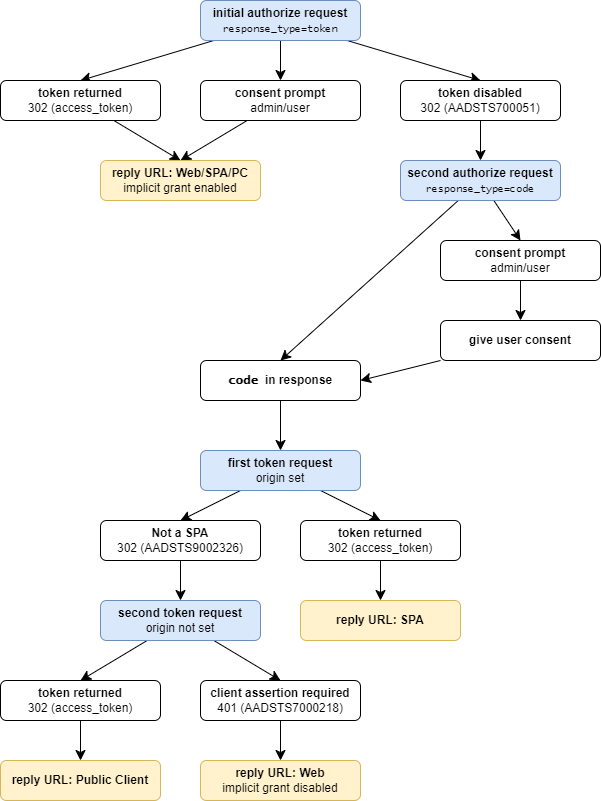 initial authorize request
response_type=token
token returned
302 (access_token)
consent prompt
admin/user
token disabled
302 (AADSTS700051)
reply URL: Web/SPA/PC
implicit grant enabled
second authorize request
response_type=code
consent prompt
admin/user
give user consent
code in response
first token request
origin set
Not a SPA
302 (AADSTS9002326)
token returned
302 (access_token)
second token request
origin not set
reply URL: SPA
token returned
302 (access_token)
client assertion required
401 (AADSTS7000218)
reply URL: Public Client
reply URL: Web
implicit grant disabled